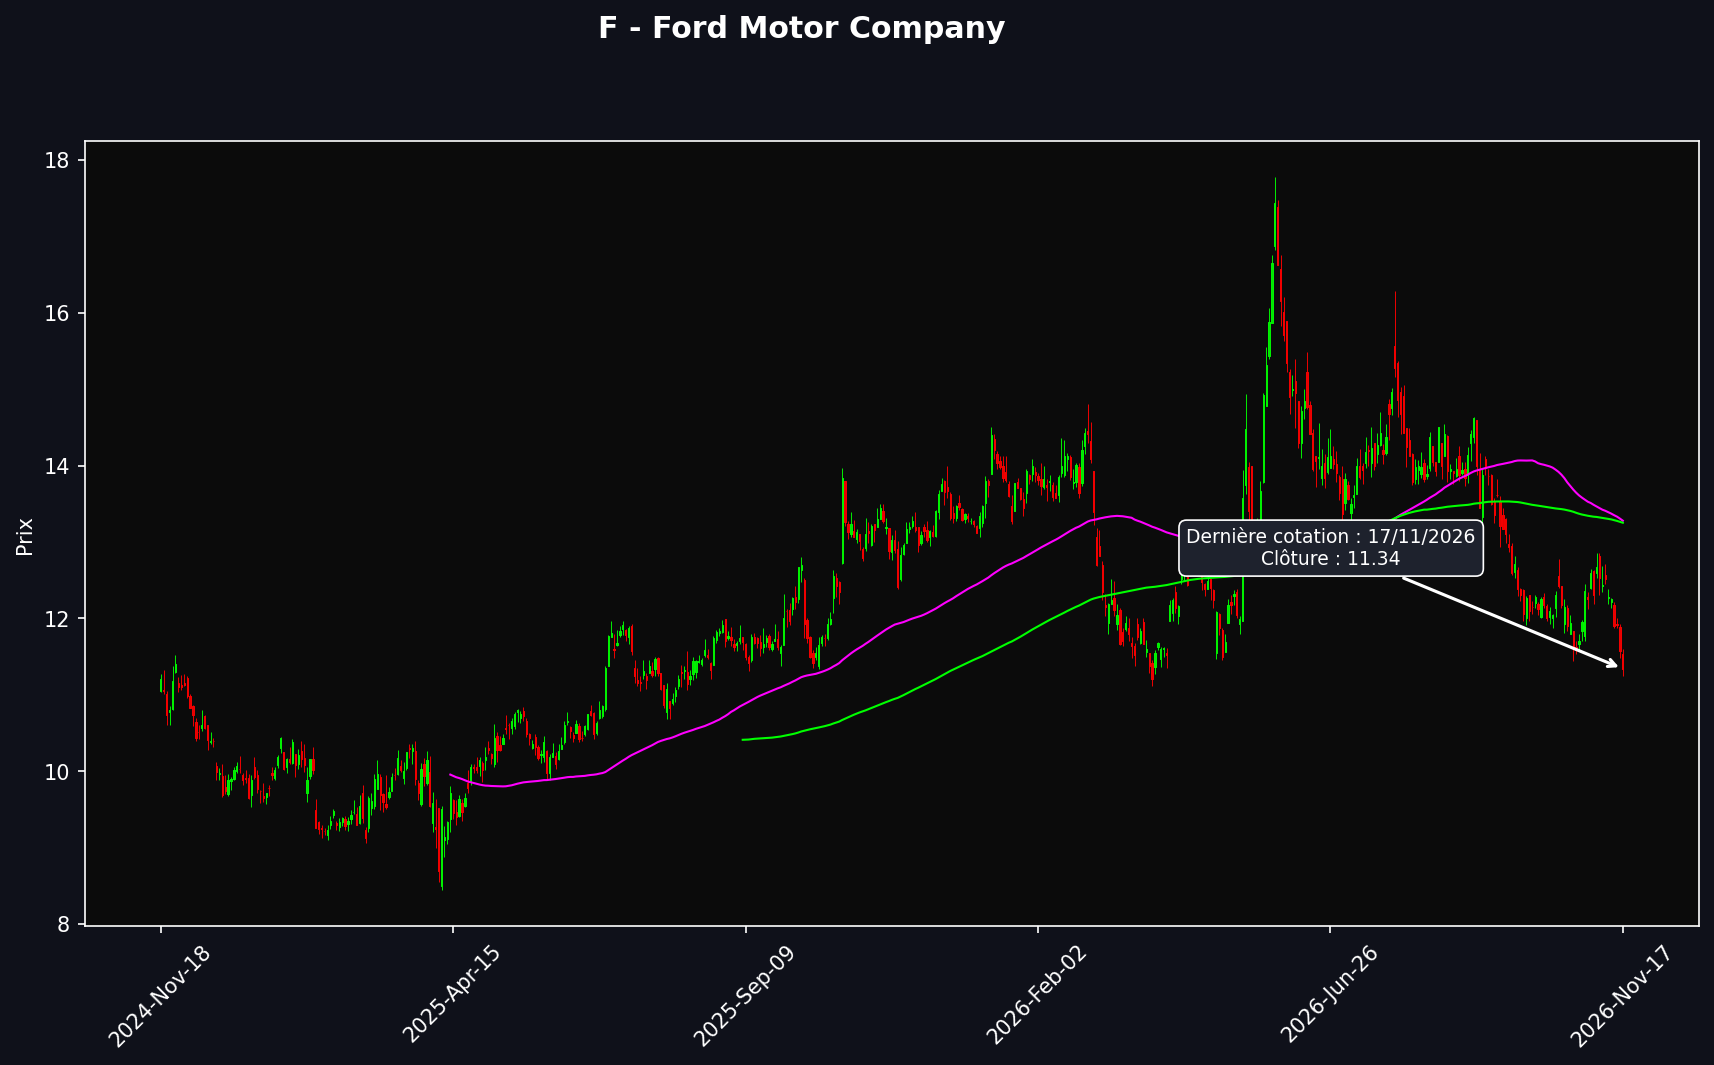 F - Ford Motor Company
Prix
18
16
14
12
10
8
Dernière cotation : 17/11/2026
Clôture : 11.34
2024-Nov-18
2025-Apr-15
2025-Sep-09
2026-Feb-02
2026-Jun-26
2026-Nov-17